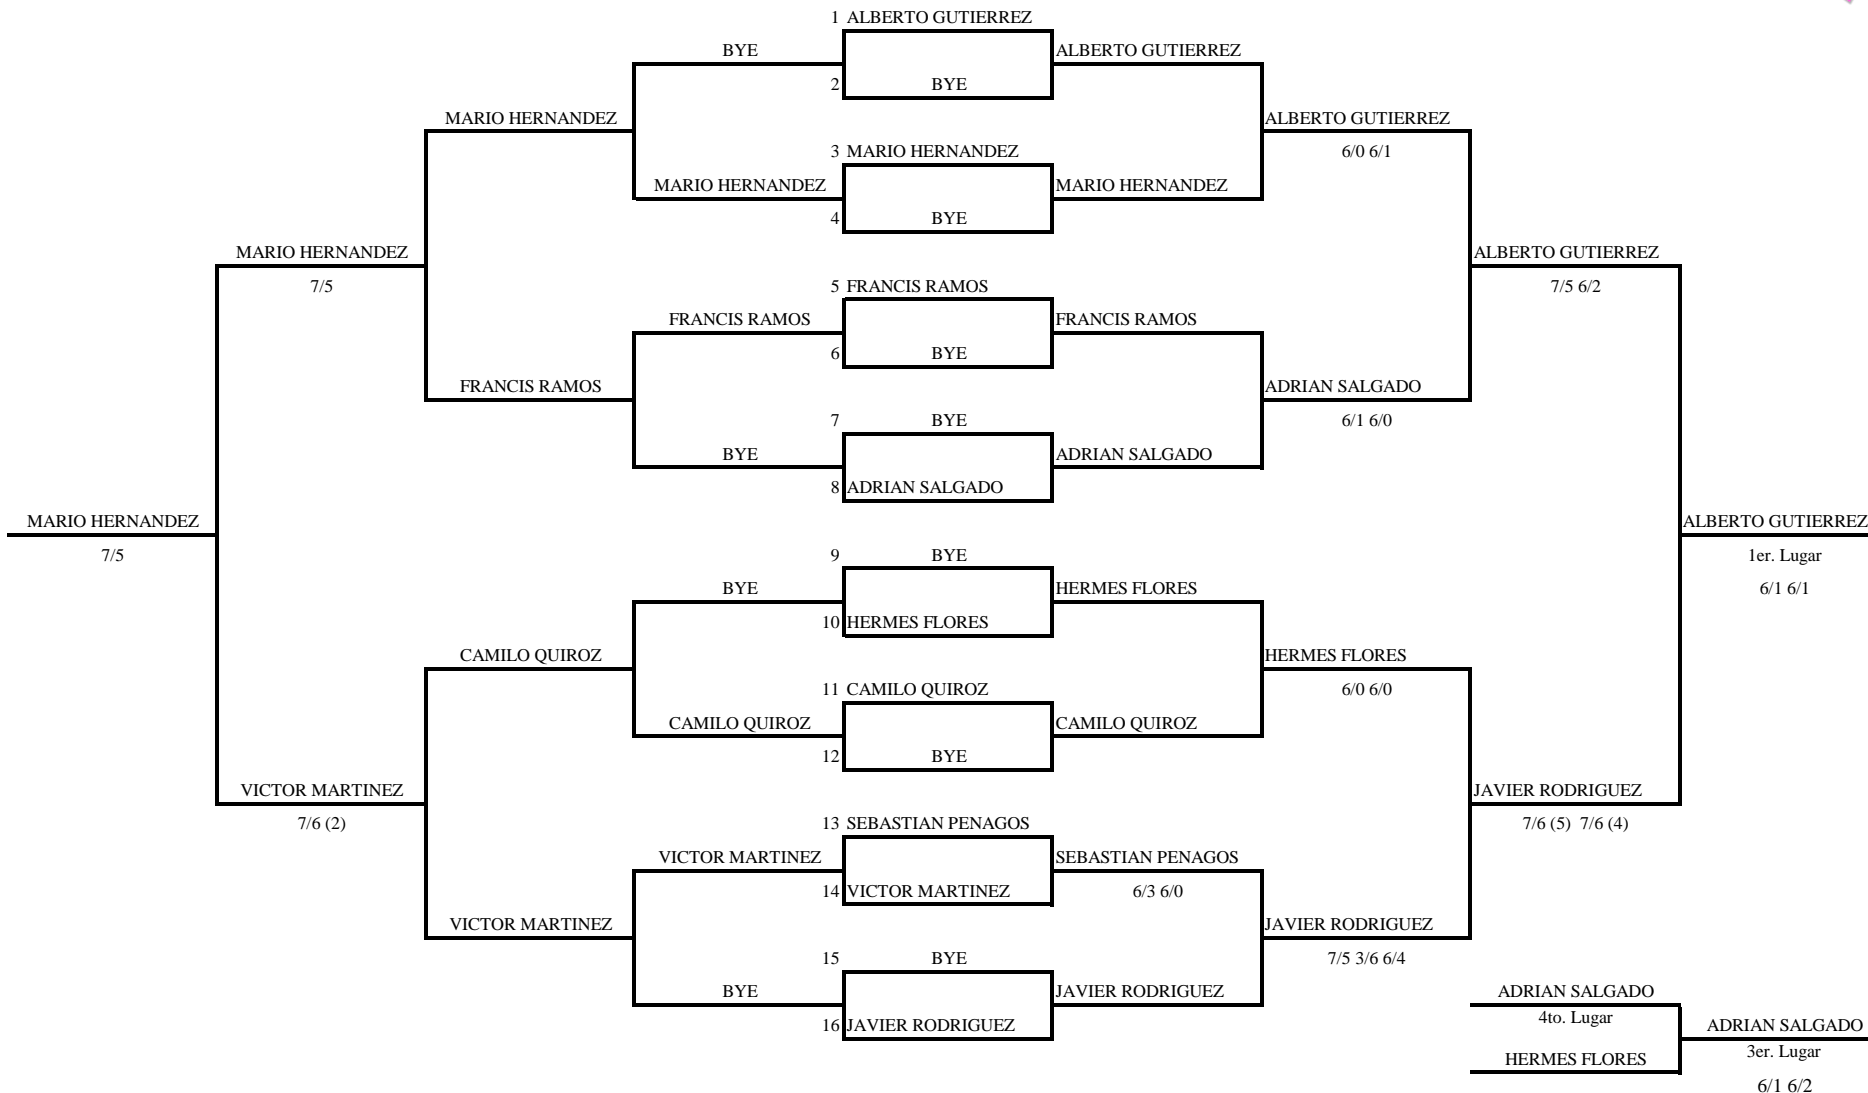 1 ALBERTO GUTIERREZ
BYE ALBERTO GUTIERREZ
2 BYE
MARIO HERNANDEZ ALBERTO GUTIERREZ
3 MARIO HERNANDEZ 6/0 6/1
MARIO HERNANDEZ MARIO HERNANDEZ
4 BYE
MARIO HERNANDEZ ALBERTO GUTIERREZ
7/5 5 FRANCIS RAMOS 7/5 6/2
FRANCIS RAMOS FRANCIS RAMOS
6 BYE
FRANCIS RAMOS ADRIAN SALGADO
7 BYE 6/1 6/0
BYE ADRIAN SALGADO
8 ADRIAN SALGADO
MARIO HERNANDEZ ALBERTO GUTIERREZ
7/5 9 BYE 1er. Lugar
BYE HERMES FLORES 6/1 6/1
10 HERMES FLORES
CAMILO QUIROZ HERMES FLORES
11 CAMILO QUIROZ 6/0 6/0
CAMILO QUIROZ CAMILO QUIROZ
12 BYE
VICTOR MARTINEZ JAVIER RODRIGUEZ
7/6 (2) 13 SEBASTIAN PENAGOS 7/6 (5) 7/6 (4)
VICTOR MARTINEZ SEBASTIAN PENAGOS
14 VICTOR MARTINEZ 6/3 6/0
VICTOR MARTINEZ JAVIER RODRIGUEZ
15 BYE 7/5 3/6 6/4
BYE JAVIER RODRIGUEZ ADRIAN SALGADO
4to. Lugar
16 JAVIER RODRIGUEZ ADRIAN SALGADO
3er. Lugar
HERMES FLORES
6/1 6/2